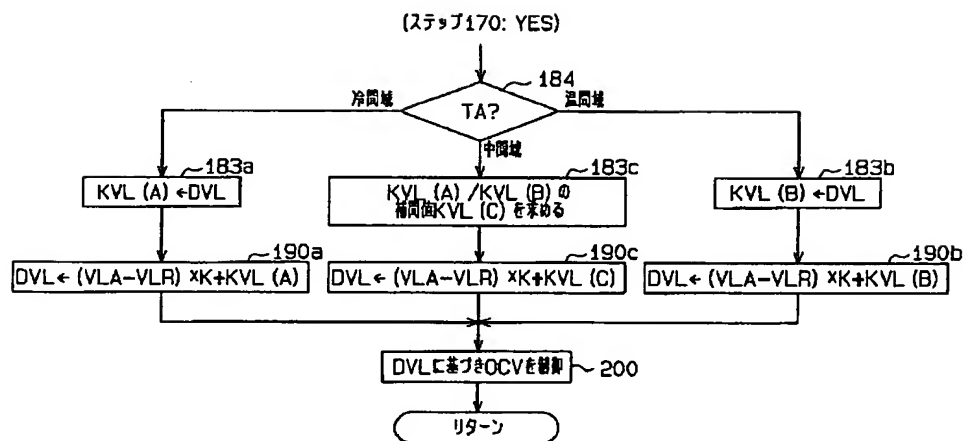 (ステップ170: YES)
184
冷間域
TA?
温間域
中間域
183a
KVL (A) ←DVL
183c
KVL (A) /KVL (B) の
補間値KVL (C) を求める
183b
KVL (B) ←DVL
190a
DVL← (VLA−VLR) ×K+KVL (A)
190c
DVL← (VLA−VLR) ×K+KVL (C)
190b
DVL← (VLA−VLR) ×K+KVL (B)
DVLに基づきOCVを制御
200
リターン